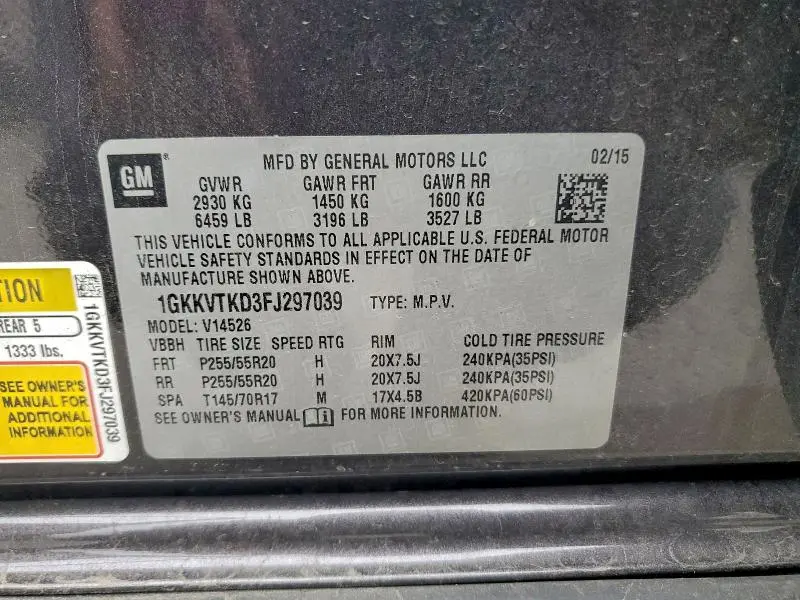 GM
MFD BY GENERAL MOTORS LLC 02/15
GVWR GAWR FRT GAWR RR
2930 KG 1450 KG 1600 KG
6459 LB 3196 LB 3527 LB
THIS VEHICLE CONFORMS TO ALL APPLICABLE U.S. FEDERAL MOTOR
VEHICLE SAFETY STANDARDS IN EFFECT ON THE DATE OF
MANUFACTURE SHOWN ABOVE.
1GKKVTKD3FJ297039 TYPE: M.P.V.
MODEL: V14526
VBBH TIRE SIZE SPEED RTG RIM COLD TIRE PRESSURE
FRT P255/55R20 H 20X7.5J 240KPA(35PSI)
RR P255/55R20 H 20X7.5J 240KPA(35PSI)
SPA T145/70R17 M 17X4.5B 420KPA(60PSI)
SEE OWNER'S MANUAL FOR MORE INFORMATION.
REAR 5
1333 lbs.
SEE OWNER'S
MANUAL FOR
ADDITIONAL
INFORMATION
1GKKVTKD3FJ297039